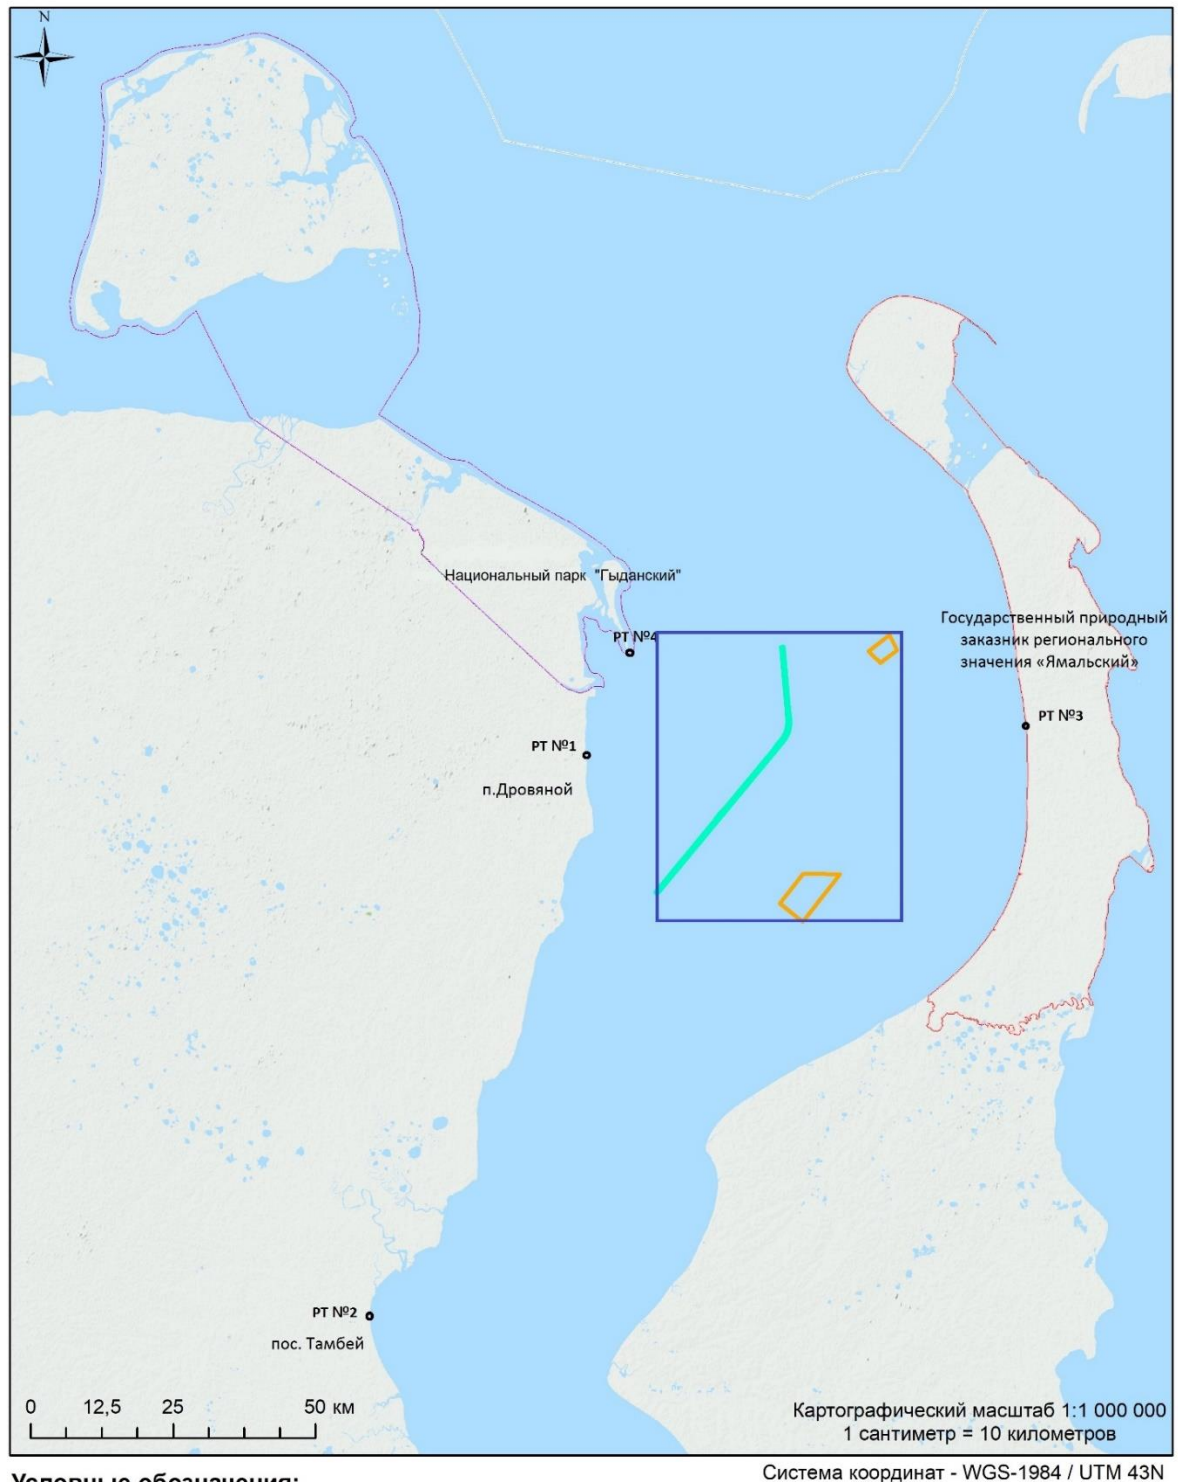 N
Национальный парк "Гыданский"
Государственный природный
заказник регионального
значения «Ямальский»
РТ №4
РТ №3
РТ №1
п.Дровяной
РТ №2
пос. Тамбей
0 12,5 25 50 км
Картографический масштаб 1:1 000 000
1 сантиметр = 10 километров
Система координат - WGS-1984 / UTM 43N
Условные обозначения: